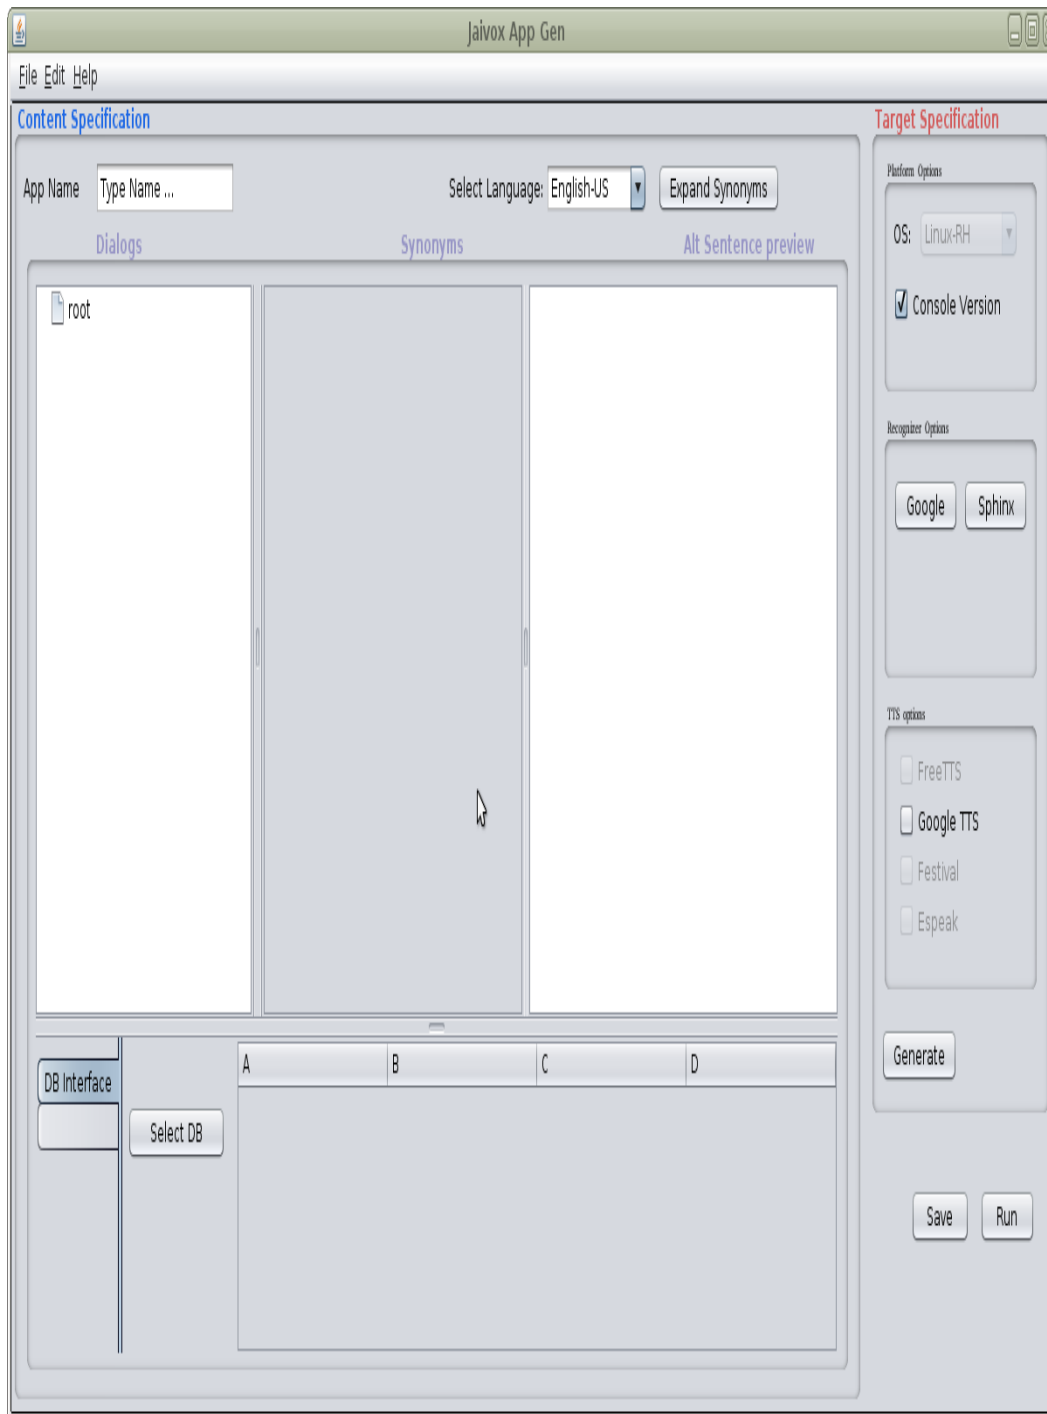 Jaivox App Gen
File Edit Help
Content Specification
Target Specification
App Name Type Name ... Select Language: English-US Expand Synonyms
Dialogs Synonyms Alt Sentence preview
root
Platform Options
OS: Linux-RH
Console Version
Recognizer Options
Google Sphinx
TTS options
FreeTTS
Google TTS
Festival
Espeak
Generate
DB Interface
Select DB
A B C D
Save Run